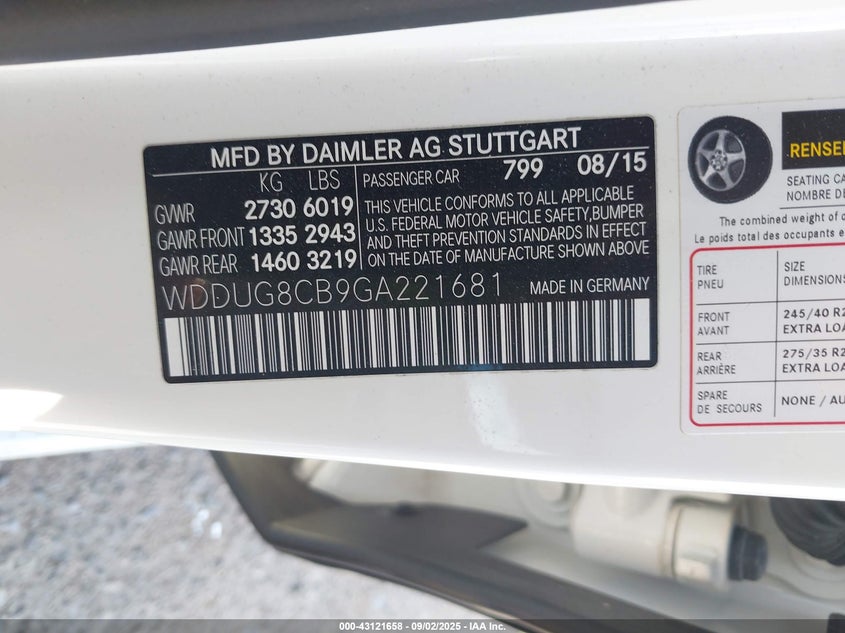 MFD BY DAIMLER AG STUTTGART
KG LBS
GVWR 2730 6019
GAWR FRONT 1335 2943
GAWR REAR 1460 3219
PASSENGER CAR 799 08/15
THIS VEHICLE CONFORMS TO ALL APPLICABLE
U.S. FEDERAL MOTOR VEHICLE SAFETY,BUMPER
AND THEFT PREVENTION STANDARDS IN EFFECT
ON THE DATE OF MANUFACTURE SHOWN ABOVE
WDDUG8CB9GA221681 MADE IN GERMANY
RENSEI
SEATING CA
NOMBRE DE
The combined weight of
Le poids total des occupants e
TIRE
PNEU
SIZE
DIMENSIONS
FRONT
AVANT
245/40 R2
EXTRA LOA
REAR
ARRIÈRE
275/35 R2
EXTRA LOA
SPARE
DE SECOURS
NONE / AU
000-43121658 - 09/02/2025 - IAA Inc.